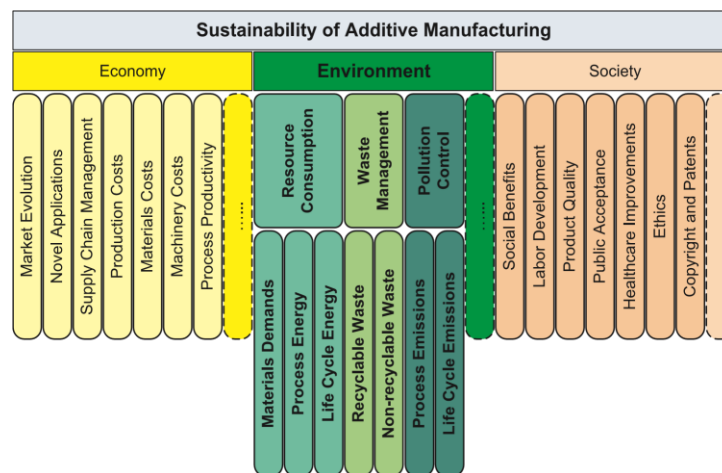 Sustainability of Additive Manufacturing
Economy
Environment
Society
Market Evolution
Novel Applications
Supply Chain Management
Production Costs
Materials Costs
Machinery Costs
Process Productivity
......
Resource
Consumption
Waste
Management
Pollution
Control
......
Materials Demands
Process Energy
Life Cycle Energy
Recyclable Waste
Non-recyclable Waste
Process Emissions
Life Cycle Emissions
Social Benefits
Labor Development
Product Quality
Public Acceptance
Healthcare Improvements
Ethics
Copyright and Patents